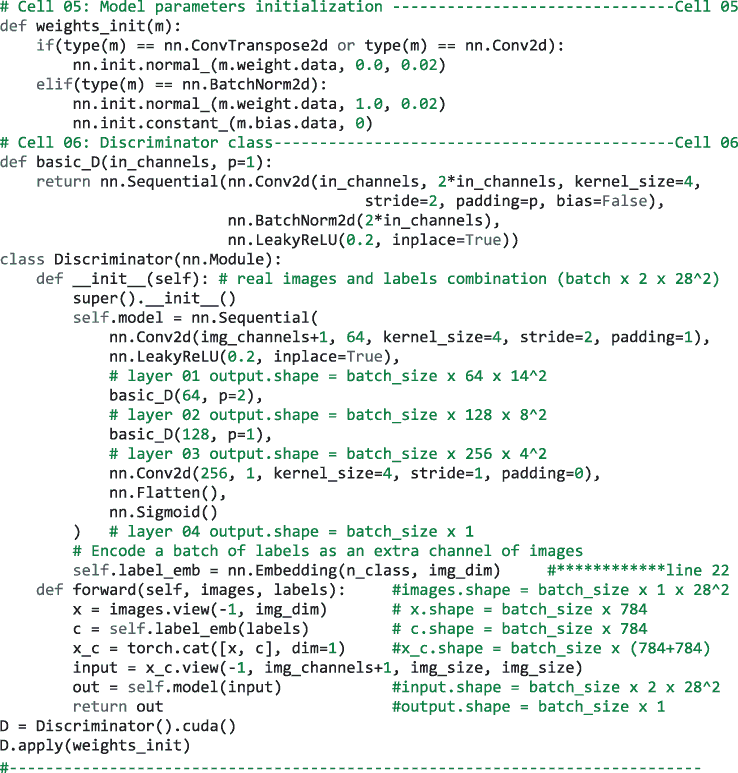 # Cell 05: Model parameters initialization -------------------------------Cell 05
def weights_init(m):
    if(type(m) == nn.ConvTranspose2d or type(m) == nn.Conv2d):
        nn.init.normal_(m.weight.data, 0.0, 0.02)
    elif(type(m) == nn.BatchNorm2d):
        nn.init.normal_(m.weight.data, 1.0, 0.02)
        nn.init.constant_(m.bias.data, 0)
# Cell 06: Discriminator class--------------------------------------------Cell 06
def basic_D(in_channels, p=1):
    return nn.Sequential(nn.Conv2d(in_channels, 2*in_channels, kernel_size=4,
                                        stride=2, padding=p, bias=False),
                         nn.BatchNorm2d(2*in_channels),
                         nn.LeakyReLU(0.2, inplace=True))
class Discriminator(nn.Module):
    def __init__(self): # real images and labels combination (batch x 2 x 28^2)
        super().__init__()
        self.model = nn.Sequential(
            nn.Conv2d(img_channels+1, 64, kernel_size=4, stride=2, padding=1),
            nn.LeakyReLU(0.2, inplace=True),
            # layer 01 output.shape = batch_size x 64 x 14^2
            basic_D(64, p=2),
            # layer 02 output.shape = batch_size x 128 x 8^2
            basic_D(128, p=1),
            # layer 03 output.shape = batch_size x 256 x 4^2
            nn.Conv2d(256, 1, kernel_size=4, stride=1, padding=0),
            nn.Flatten(),
            nn.Sigmoid()
        )   # layer 04 output.shape = batch_size x 1
        # Encode a batch of labels as an extra channel of images
        self.label_emb = nn.Embedding(n_class, img_dim)     #************line 22
    def forward(self, images, labels):     #images.shape = batch_size x 1 x 28^2
        x = images.view(-1, img_dim)       # x.shape = batch_size x 784
        c = self.label_emb(labels)         # c.shape = batch_size x 784
        x_c = torch.cat([x, c], dim=1)     #x_c.shape = batch_size x (784+784)
        input = x_c.view(-1, img_channels+1, img_size, img_size)
        out = self.model(input)            #input.shape = batch_size x 2 x 28^2
        return out                         #output.shape = batch_size x 1
D = Discriminator().cuda()
D.apply(weights_init)
#----------------------------------------------------------------------------